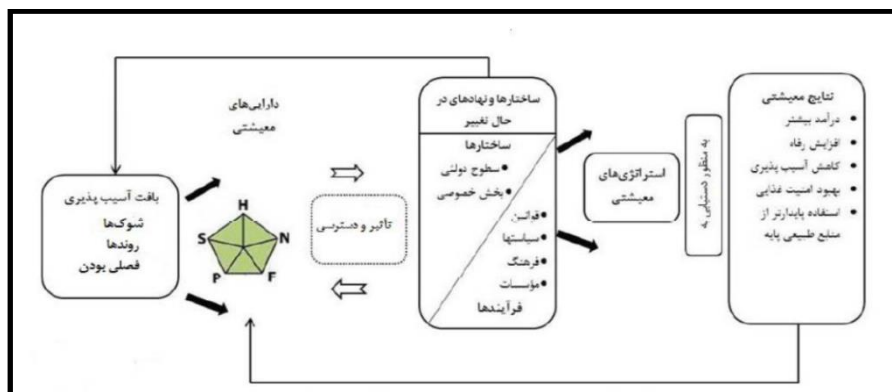 بافت آسیب پذیری
شوک‌ها
روندها
فصلی بودن
دارایی‌های
معیشتی
H
S
N
P
F
تأثیر و دسترسی
ساختارها و نهادهای در
حال تغییر
ساختارها
● سطوح دولتی
● بخش خصوصی
● قوانین
● سیاستها
● فرهنگ
● مؤسسات
فرآیندها
استراتژی‌های
معیشتی
به منظور دستیابی به
نتایج معیشتی
● درآمد بیشتر
● افزایش رفاه
● کاهش آسیب پذیری
● بهبود امنیت غذایی
● استفاده پایدارتر از
منابع طبیعی پایه